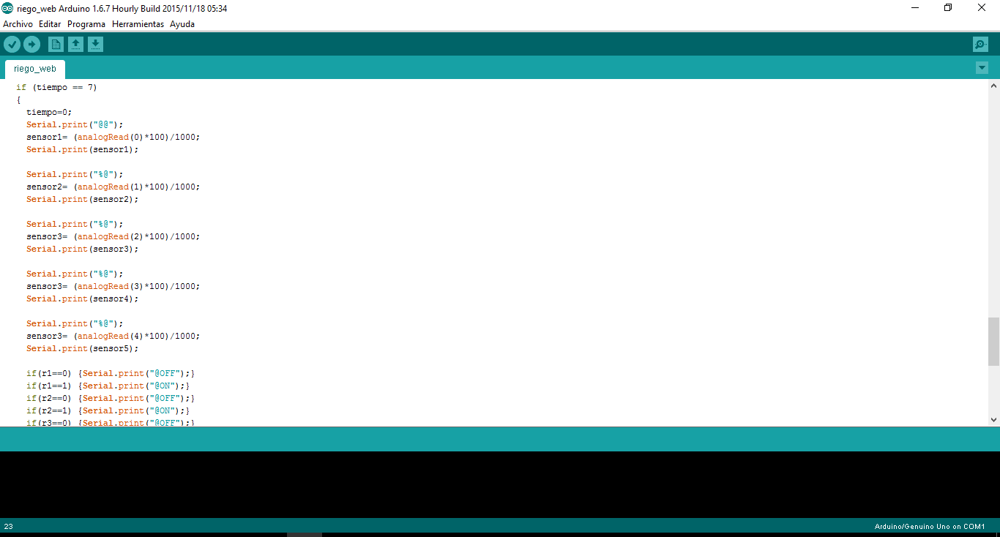 riego_web Arduino 1.6.7 Hourly Build 2015/11/18 05:34
Archivo Editar Programa Herramientas Ayuda
riego_web
if (tiempo == 7)
{
tiempo=0;
Serial.print("@@");
sensor1= (analogRead(0)*100)/1000;
Serial.print(sensor1);
Serial.print("%@");
sensor2= (analogRead(1)*100)/1000;
Serial.print(sensor2);
Serial.print("%@");
sensor3= (analogRead(2)*100)/1000;
Serial.print(sensor3);
Serial.print("%@");
sensor3= (analogRead(3)*100)/1000;
Serial.print(sensor4);
Serial.print("%@");
sensor3= (analogRead(4)*100)/1000;
Serial.print(sensor5);
if(r1==0) {Serial.print("@OFF");}
if(r1==1) {Serial.print("@ON");}
if(r2==0) {Serial.print("@OFF");}
if(r2==1) {Serial.print("@ON");}
if(r3==0) {Serial.print("@OFF");}
23
Arduino/Genuino Uno on COM1